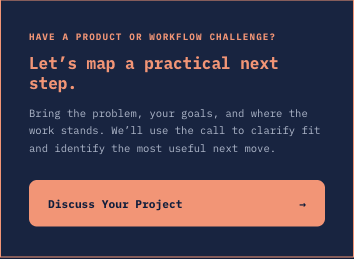 HAVE A PRODUCT OR WORKFLOW CHALLENGE?
Let’s map a practical next
step.
Bring the problem, your goals, and where the
work stands. We’ll use the call to clarify fit
and identify the most useful next move.
Discuss Your Project →